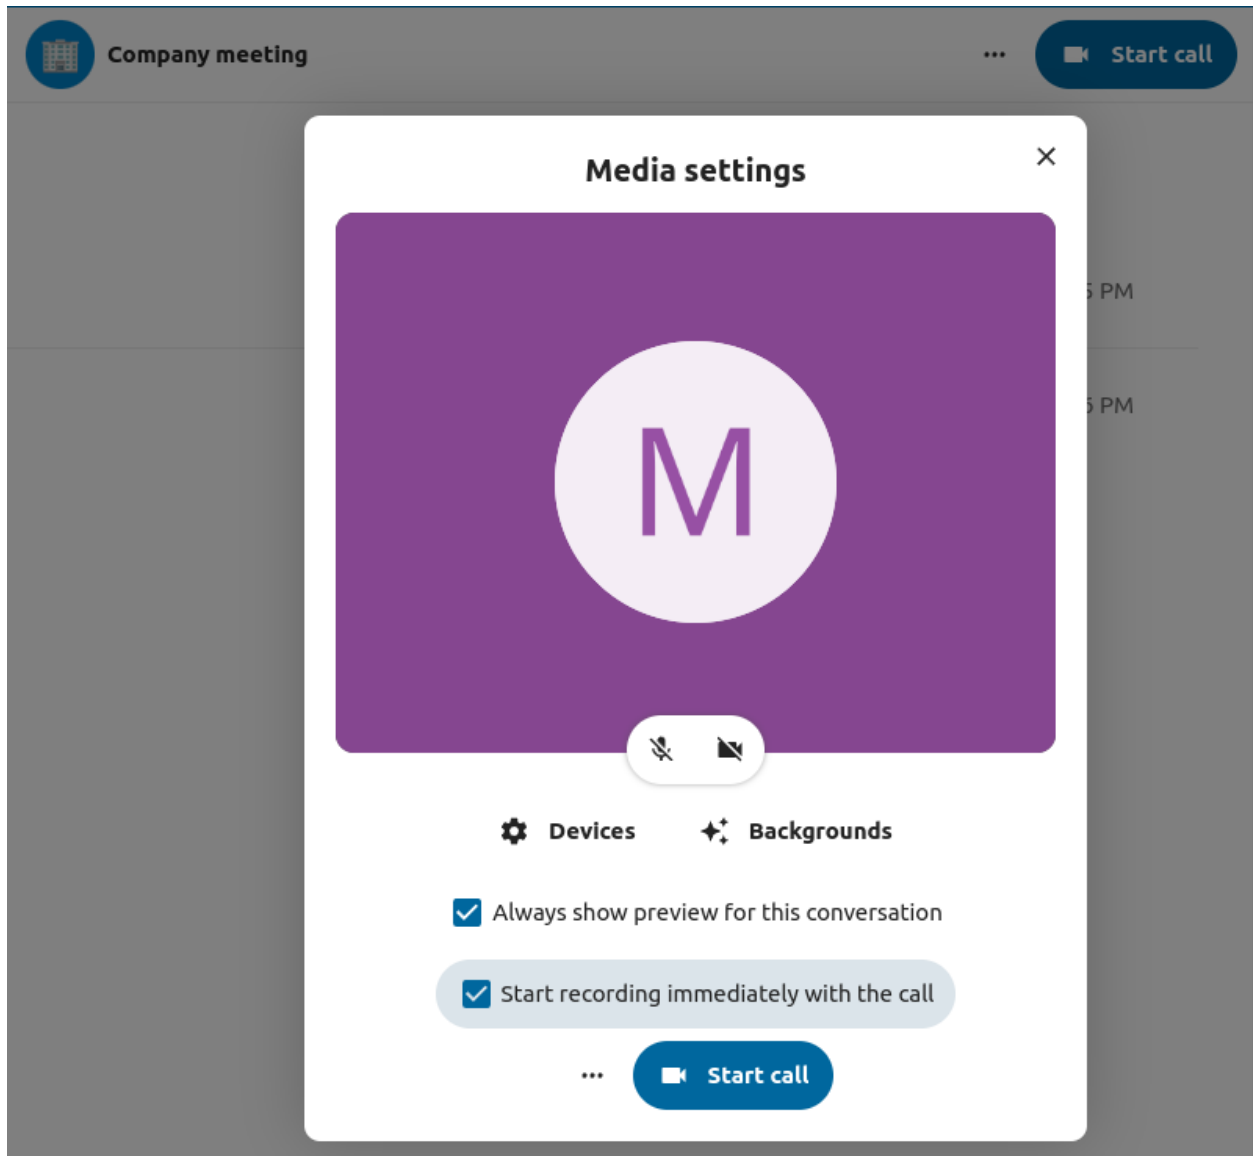 Company meeting
Start call
Media settings
PM
PM
M
Devices
Backgrounds
Always show preview for this conversation
Start recording immediately with the call
Start call